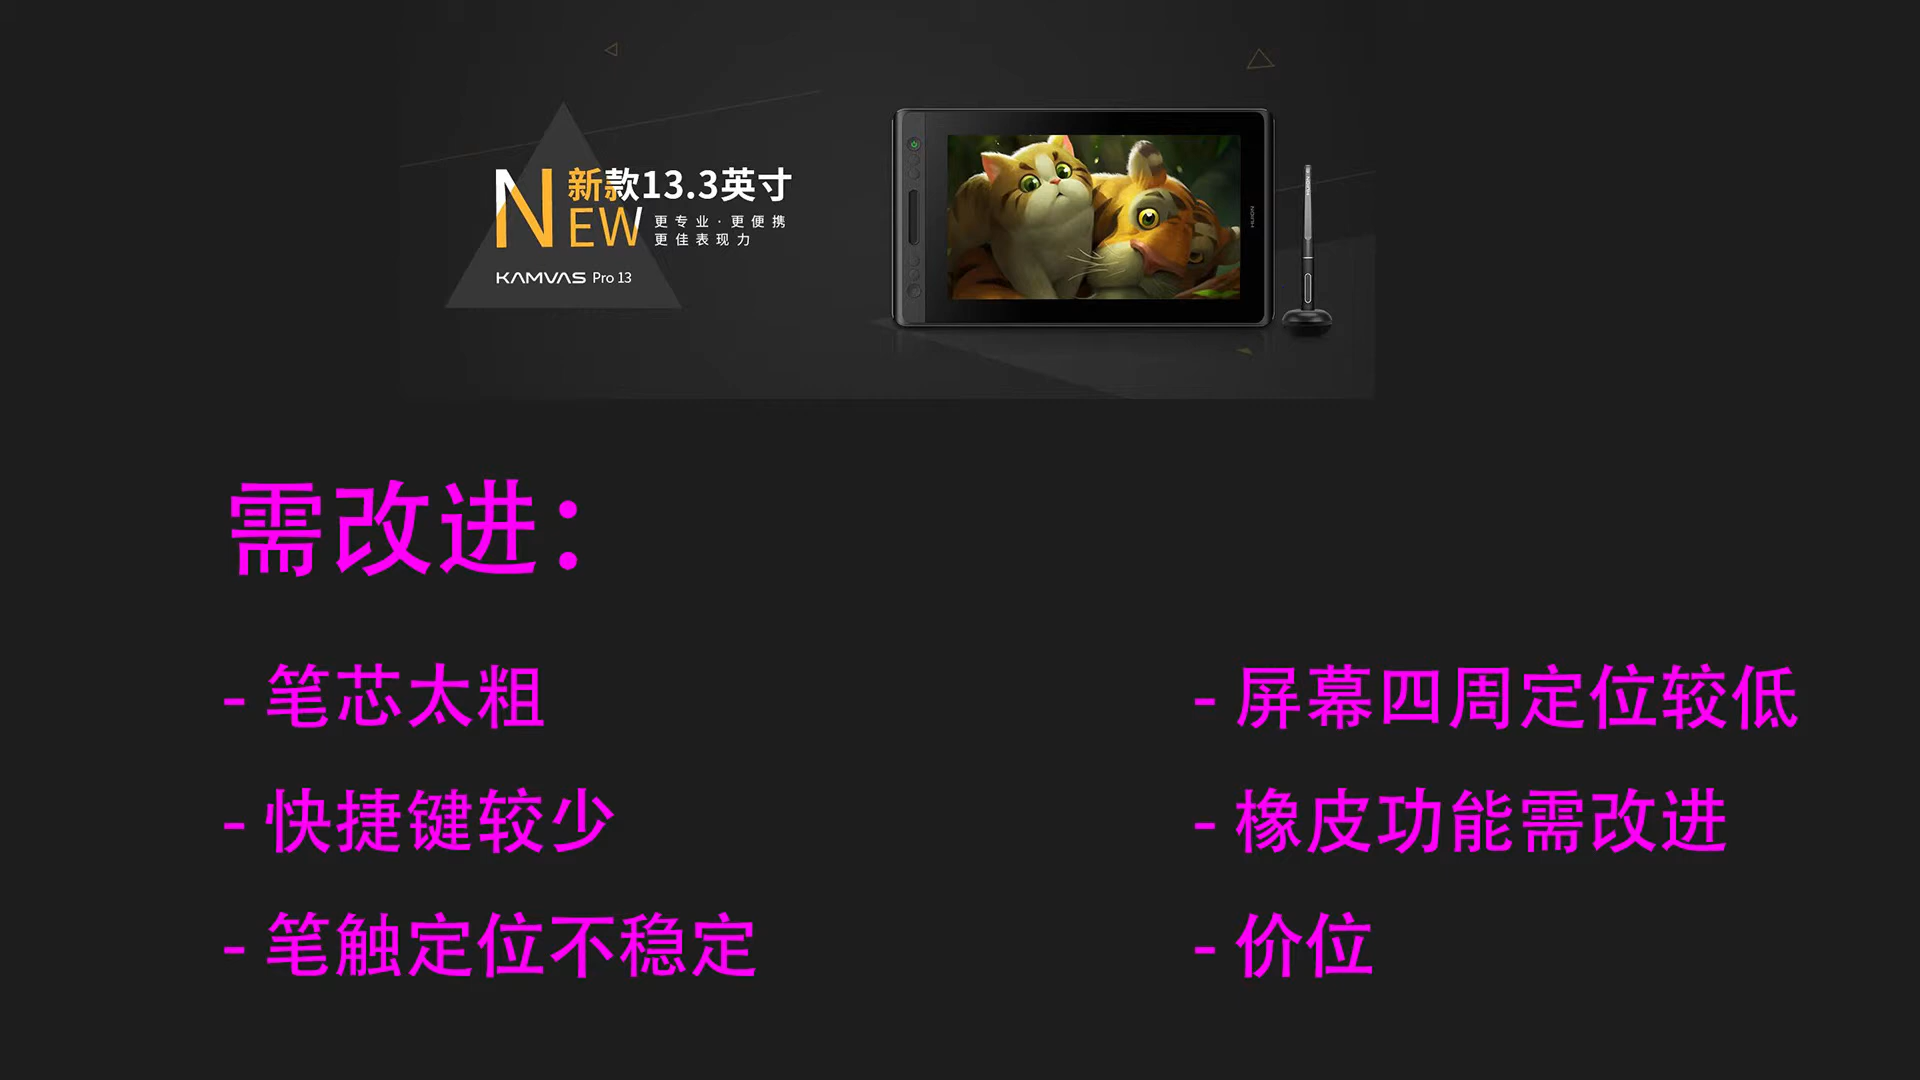 新款13.3英寸
NEW
更专业·更便携
更佳表现力
KAMVAS Pro 13
HUION
需改进：
- 笔芯太粗
- 快捷键较少
- 笔触定位不稳定
- 屏幕四周定位较低
- 橡皮功能需改进
- 价位